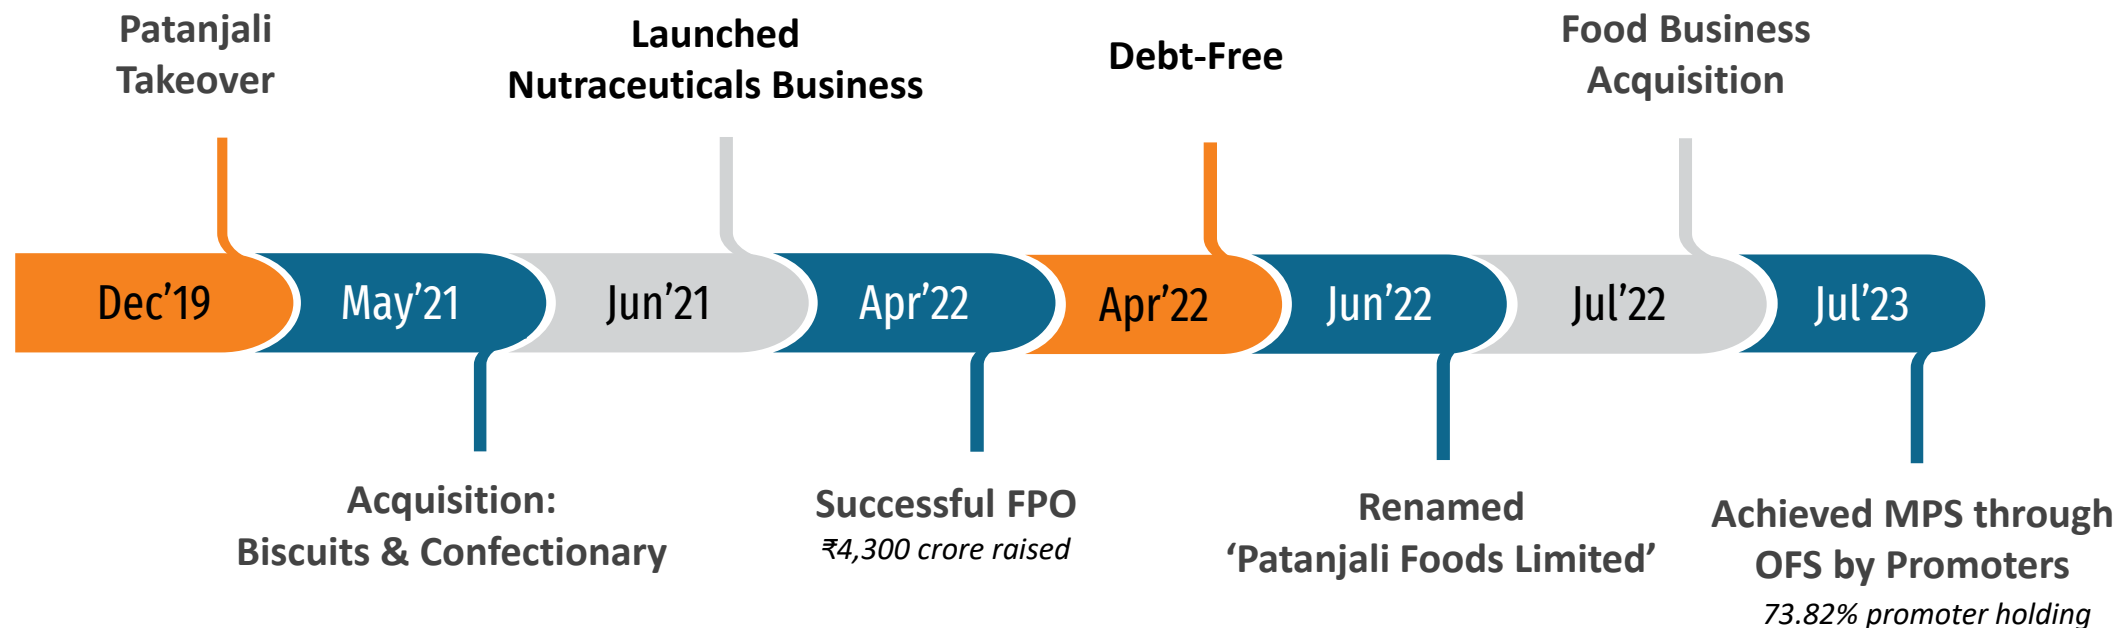 Patanjali
Takeover
Launched
Nutraceuticals Business
Debt-Free
Food Business
Acquisition
Dec’19
May’21
Jun’21
Apr’22
Apr’22
Jun’22
Jul’22
Jul’23
Acquisition:
Biscuits & Confectionary
Successful FPO
₹4,300 crore raised
Renamed
‘Patanjali Foods Limited’
Achieved MPS through
OFS by Promoters
73.82% promoter holding